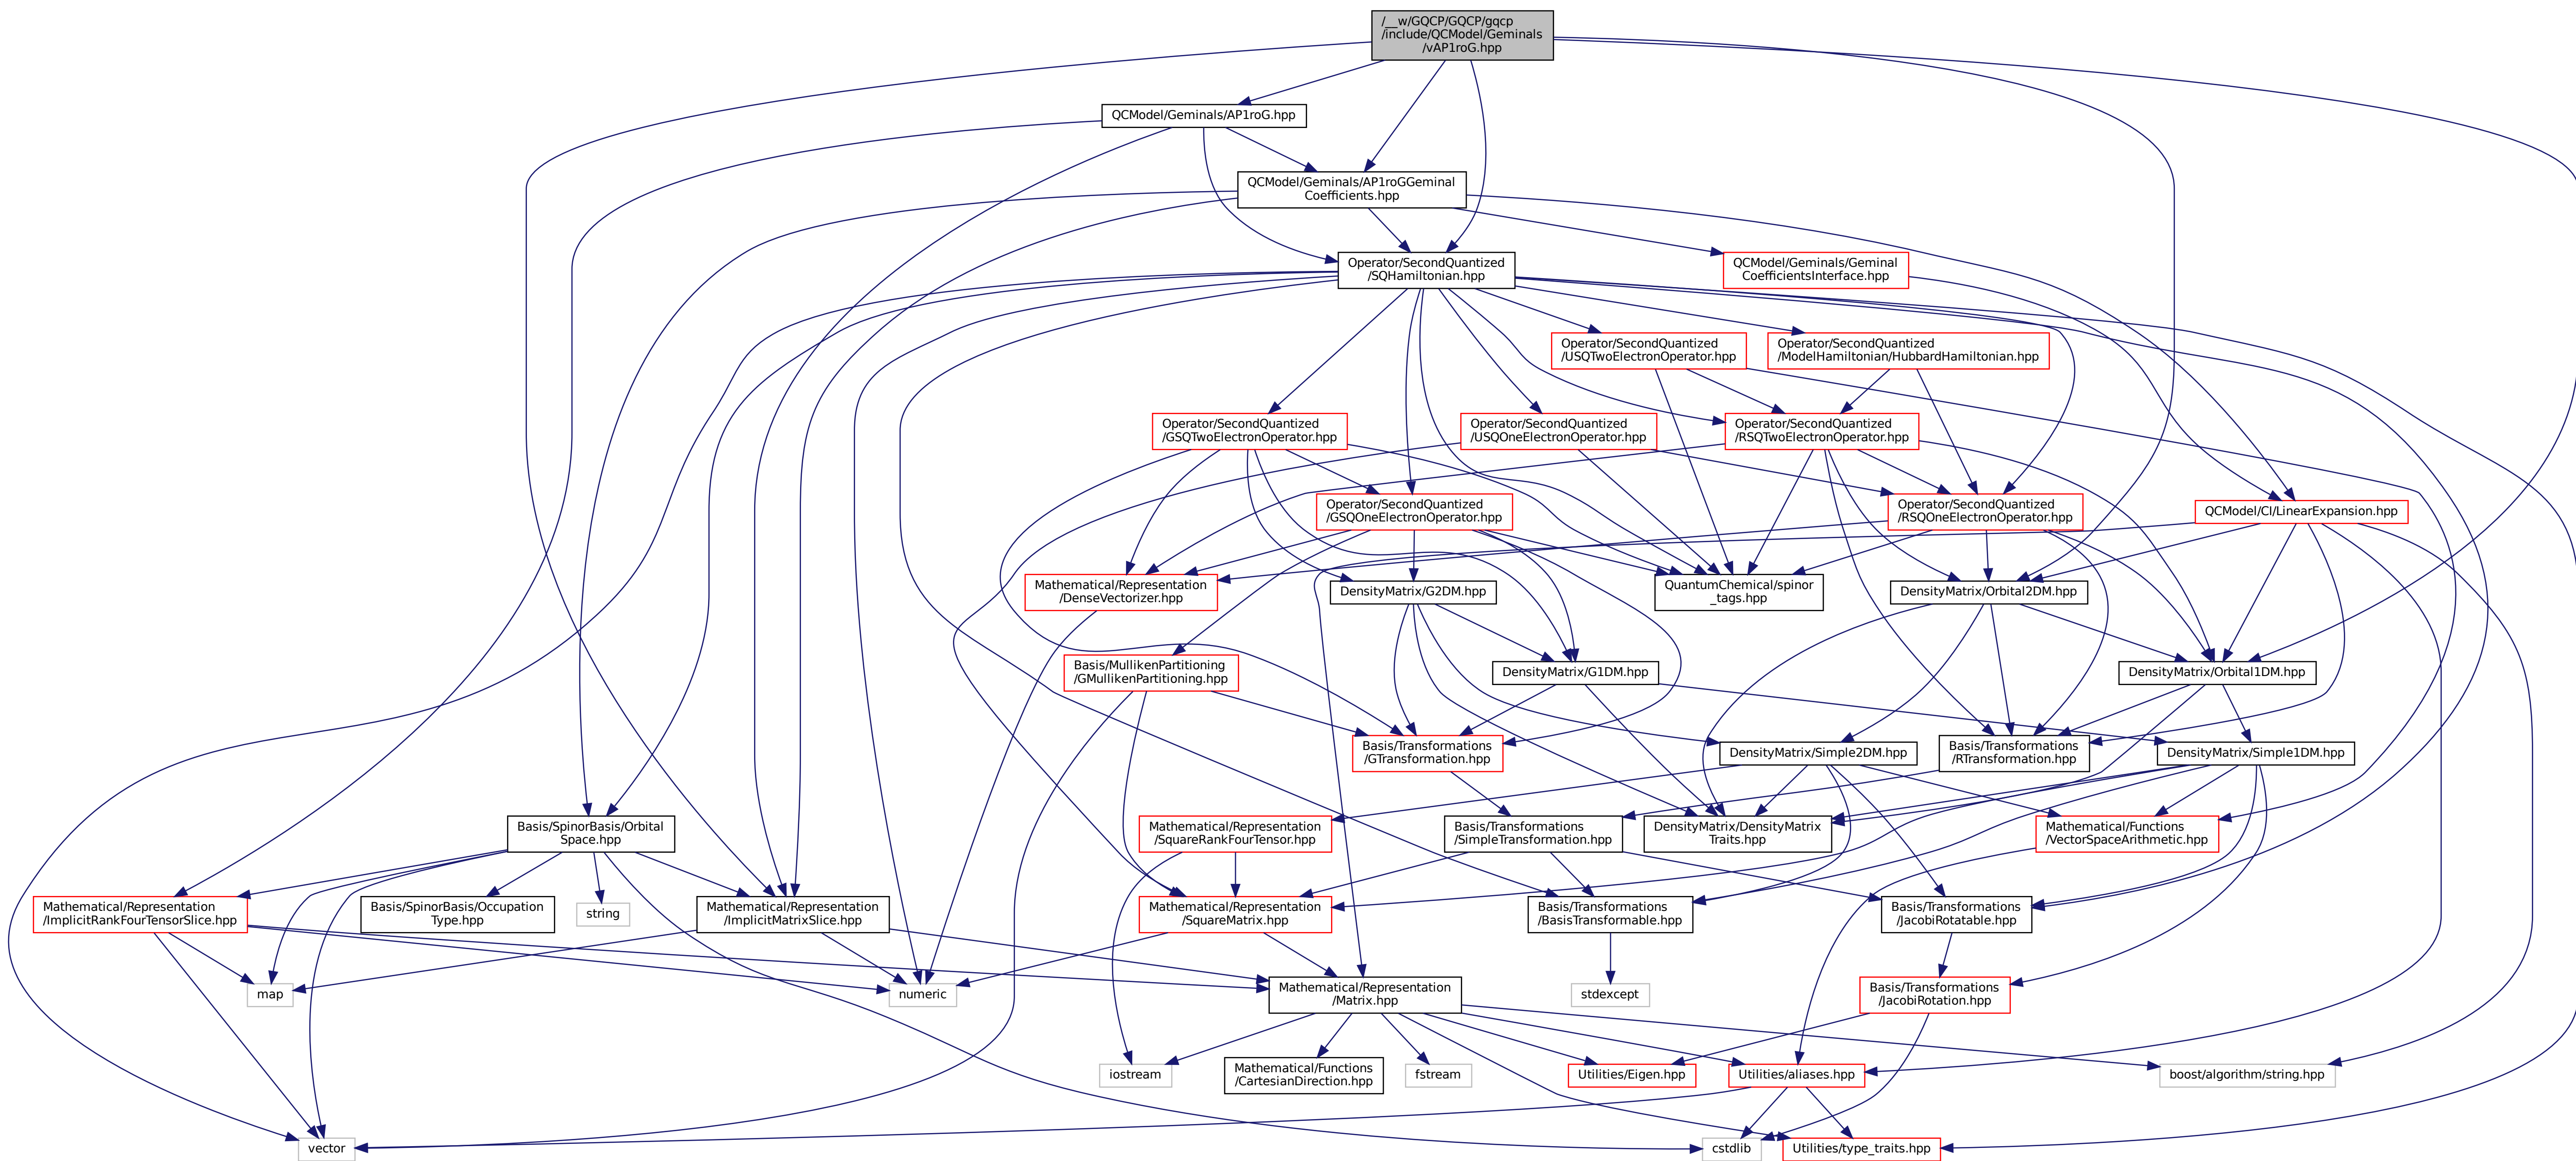 /__w/GQCP/GQCP/gqcp
/include/QCModel/Geminals
/vAP1roG.hpp
QCModel/Geminals/AP1roG.hpp
QCModel/Geminals/AP1roGGeminal
Coefficients.hpp
Operator/SecondQuantized
/SQHamiltonian.hpp
QCModel/Geminals/Geminal
CoefficientsInterface.hpp
Operator/SecondQuantized
/USQTwoElectronOperator.hpp
Operator/SecondQuantized
/ModelHamiltonian/HubbardHamiltonian.hpp
Operator/SecondQuantized
/GSQTwoElectronOperator.hpp
Operator/SecondQuantized
/USQOneElectronOperator.hpp
Operator/SecondQuantized
/RSQTwoElectronOperator.hpp
Operator/SecondQuantized
/GSQOneElectronOperator.hpp
Operator/SecondQuantized
/RSQOneElectronOperator.hpp
QCModel/CI/LinearExpansion.hpp
Mathematical/Representation
/DenseVectorizer.hpp
DensityMatrix/G2DM.hpp
QuantumChemical/spinor
_tags.hpp
DensityMatrix/Orbital2DM.hpp
Basis/MullikenPartitioning
/GMullikenPartitioning.hpp
DensityMatrix/G1DM.hpp
DensityMatrix/Orbital1DM.hpp
Basis/Transformations
/GTransformation.hpp
DensityMatrix/Simple2DM.hpp
Basis/Transformations
/RTransformation.hpp
DensityMatrix/Simple1DM.hpp
Basis/SpinorBasis/Orbital
Space.hpp
Mathematical/Representation
/SquareRankFourTensor.hpp
Basis/Transformations
/SimpleTransformation.hpp
DensityMatrix/DensityMatrix
Traits.hpp
Mathematical/Functions
/VectorSpaceArithmetic.hpp
Mathematical/Representation
/ImplicitRankFourTensorSlice.hpp
Basis/SpinorBasis/Occupation
Type.hpp
string
Mathematical/Representation
/ImplicitMatrixSlice.hpp
Mathematical/Representation
/SquareMatrix.hpp
Basis/Transformations
/BasisTransformable.hpp
Basis/Transformations
/JacobiRotatable.hpp
map
numeric
Mathematical/Representation
/Matrix.hpp
stdexcept
Basis/Transformations
/JacobiRotation.hpp
iostream
Mathematical/Functions
/CartesianDirection.hpp
fstream
Utilities/Eigen.hpp
Utilities/aliases.hpp
boost/algorithm/string.hpp
vector
cstdlib
Utilities/type_traits.hpp